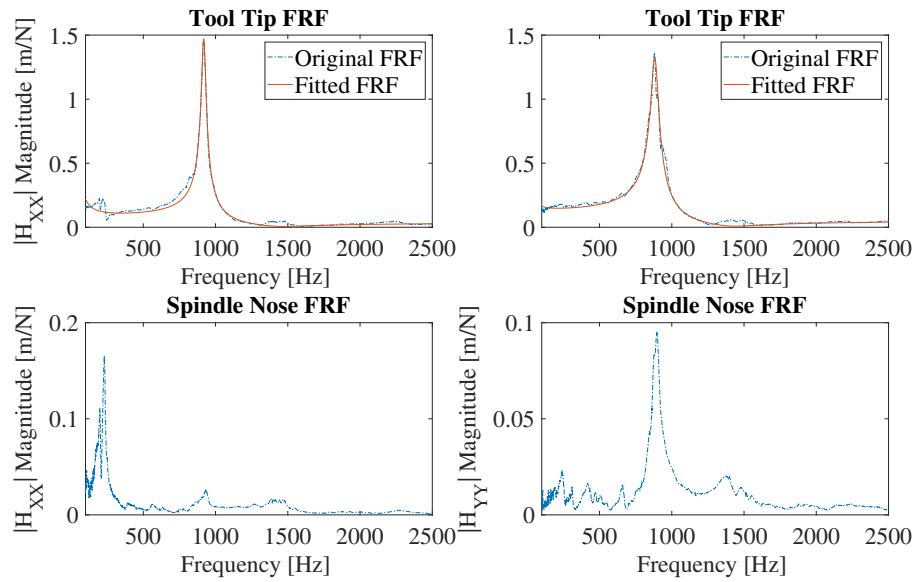 Tool Tip FRF
|H_XX| Magnitude [m/N]
1.5
1
0.5
0
Original FRF
Fitted FRF
500 1000 1500 2000 2500
Frequency [Hz]
Tool Tip FRF
1.5
1
0.5
0
Original FRF
Fitted FRF
500 1000 1500 2000 2500
Frequency [Hz]
Spindle Nose FRF
|H_XX| Magnitude [m/N]
0.2
0.1
0
500 1000 1500 2000 2500
Frequency [Hz]
Spindle Nose FRF
|H_YY| Magnitude [m/N]
0.1
0.05
0
500 1000 1500 2000 2500
Frequency [Hz]